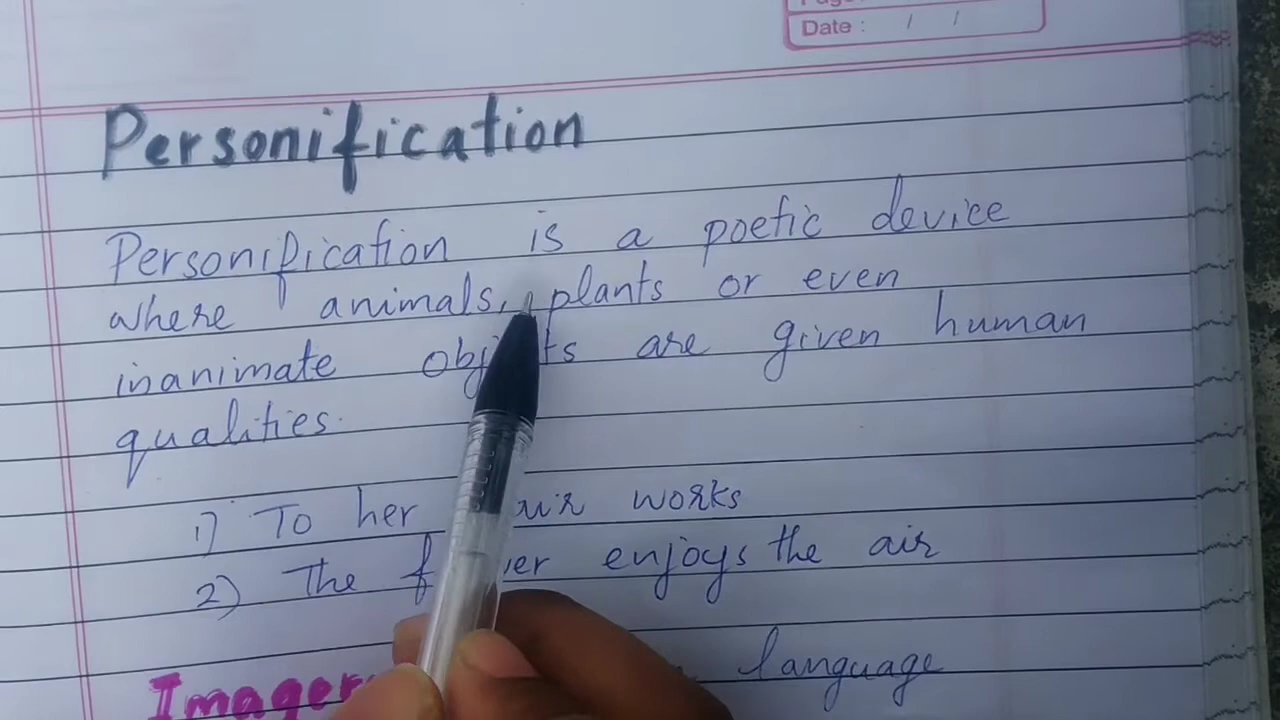 Date : / /
Personification
Personification is a poetic device
where animals, plants or even
inanimate objects are given human
qualities.
1) To her works
2) The enjoys the air
language